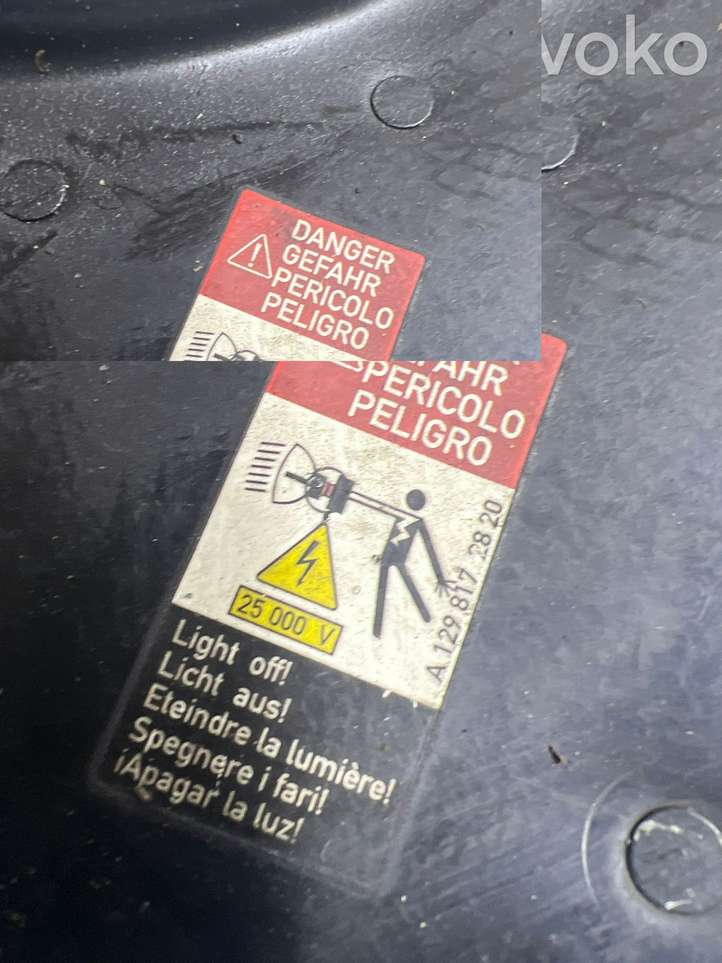 voko
DANGER
GEFAHR
PERICOLO
PELIGRO
AHR
PERICOLO
PELIGRO
25 000 V
A 129 817 28 20
Light off!
Licht aus!
Eteindre la lumière!
Spegnere i fari!
¡Apagar la luz!